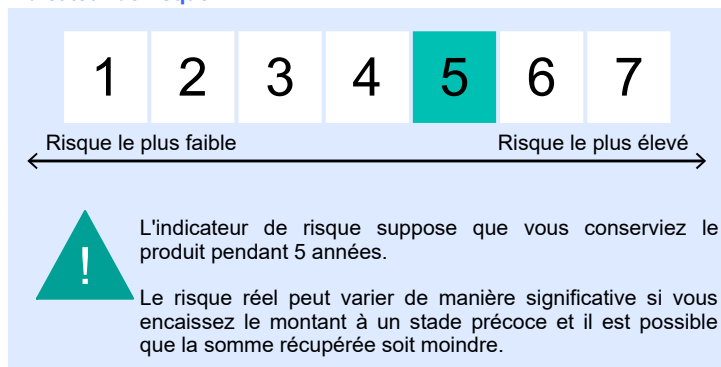 1 2 3 4 5 6 7
Risque le plus faible Risque le plus élevé
!
L'indicateur de risque suppose que vous conserviez le
produit pendant 5 années.
Le risque réel peut varier de manière significative si vous
encaissez le montant à un stade précoce et il est possible
que la somme récupérée soit moindre.